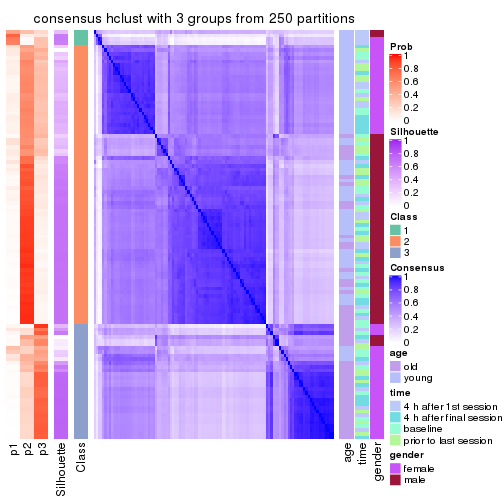 consensus hclust with 3 groups from 250 partitions
Prob
1
0.8
0.6
0.4
0.2
0
Silhouette
1
0.8
0.6
0.4
0.2
0
Class
1
2
3
Consensus
1
0.8
0.6
0.4
0.2
0
age
old
young
time
4 h after 1st session
4 h after final session
baseline
prior to last session
gender
female
male
p1
p2
p3
Silhouette
Class
age
time
gender